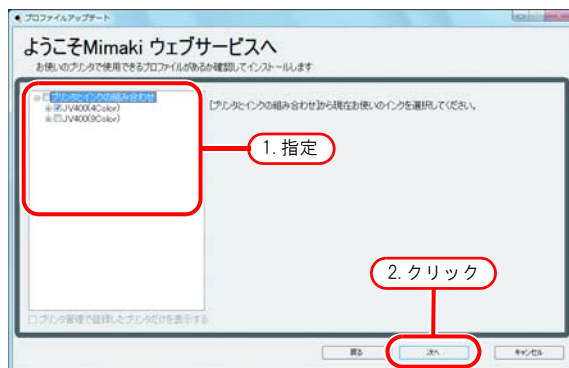 プロファイルアップデート
ようこそMimaki ウェブサービスへ
お使いのプリンタで使用できるプロファイルがあるか確認してインストールします
プリンタとインクの組み合わせ
JV400(4Color)
JV400(8Color)
[プリンタとインクの組み合わせ]から現在お使いのインクを選択してください。
1.指定
2.クリック
プリンタ管理で登録したプリンタだけを表示する
戻る
次へ
キャンセル